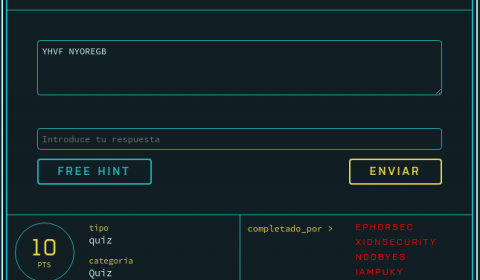 YHVF NYOREGB
Introduce tu respuesta
FREE HINT
ENVIAR
10
PTS
tipo
quiz
categoria
Quiz
completado_por >
EPHORSEC
XIONSECURITY
NOOBYES
IAMPUKY